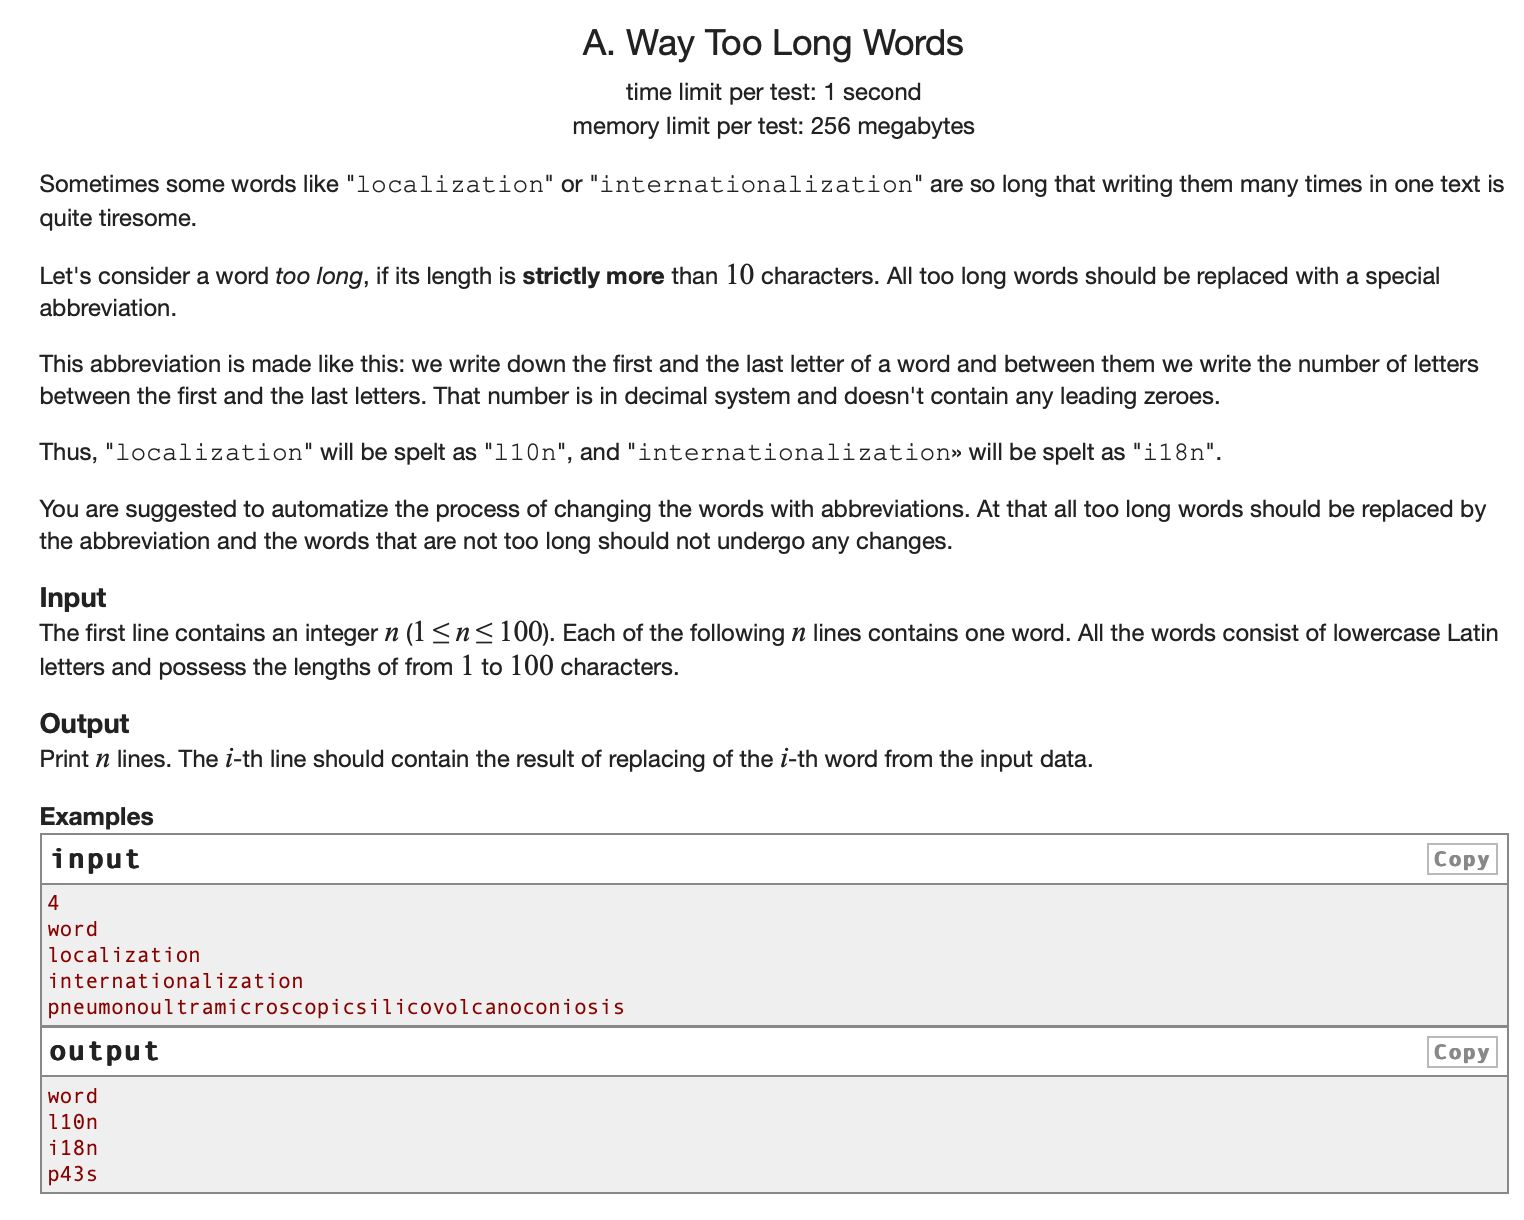 A. Way Too Long Words
time limit per test: 1 second
memory limit per test: 256 megabytes
Sometimes some words like "localization" or "internationalization" are so long that writing them many times in one text is
quite tiresome.
Let's consider a word too long, if its length is strictly more than 10 characters. All too long words should be replaced with a special
abbreviation.
This abbreviation is made like this: we write down the first and the last letter of a word and between them we write the number of letters
between the first and the last letters. That number is in decimal system and doesn't contain any leading zeroes.
Thus, "localization" will be spelt as "l10n", and "internationalization» will be spelt as "i18n".
You are suggested to automatize the process of changing the words with abbreviations. At that all too long words should be replaced by
the abbreviation and the words that are not too long should not undergo any changes.
Input
The first line contains an integer n (1 ≤ n ≤ 100). Each of the following n lines contains one word. All the words consist of lowercase Latin
letters and possess the lengths of from 1 to 100 characters.
Output
Print n lines. The i-th line should contain the result of replacing of the i-th word from the input data.
Examples
input Copy
4
word
localization
internationalization
pneumonoultramicroscopicsilicovolcanoconiosis
output Copy
word
l10n
i18n
p43s